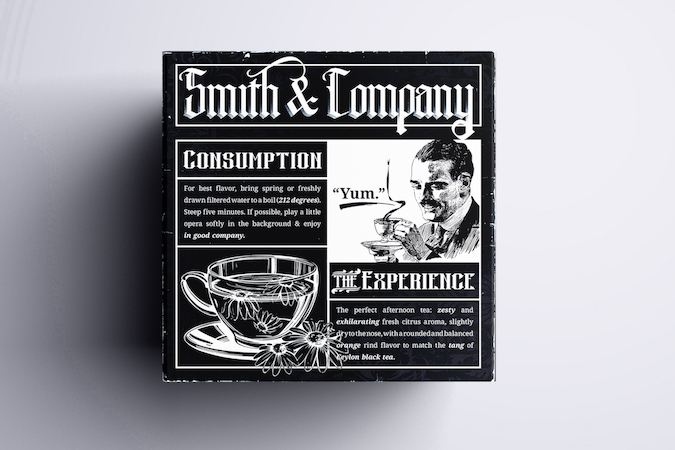 Smith & Company
CONSUMPTION
For best flavor, bring spring or freshly
drawn filtered water to a boil (212 degrees).
Steep five minutes. If possible, play a little
opera softly in the background & enjoy
in good company.
“Yum.”
THE EXPERIENCE
The perfect afternoon tea: zesty and
exhilarating fresh citrus aroma, slightly
dry to the nose, with a rounded and balanced
orange rind flavor to match the tang of
Ceylon black tea.